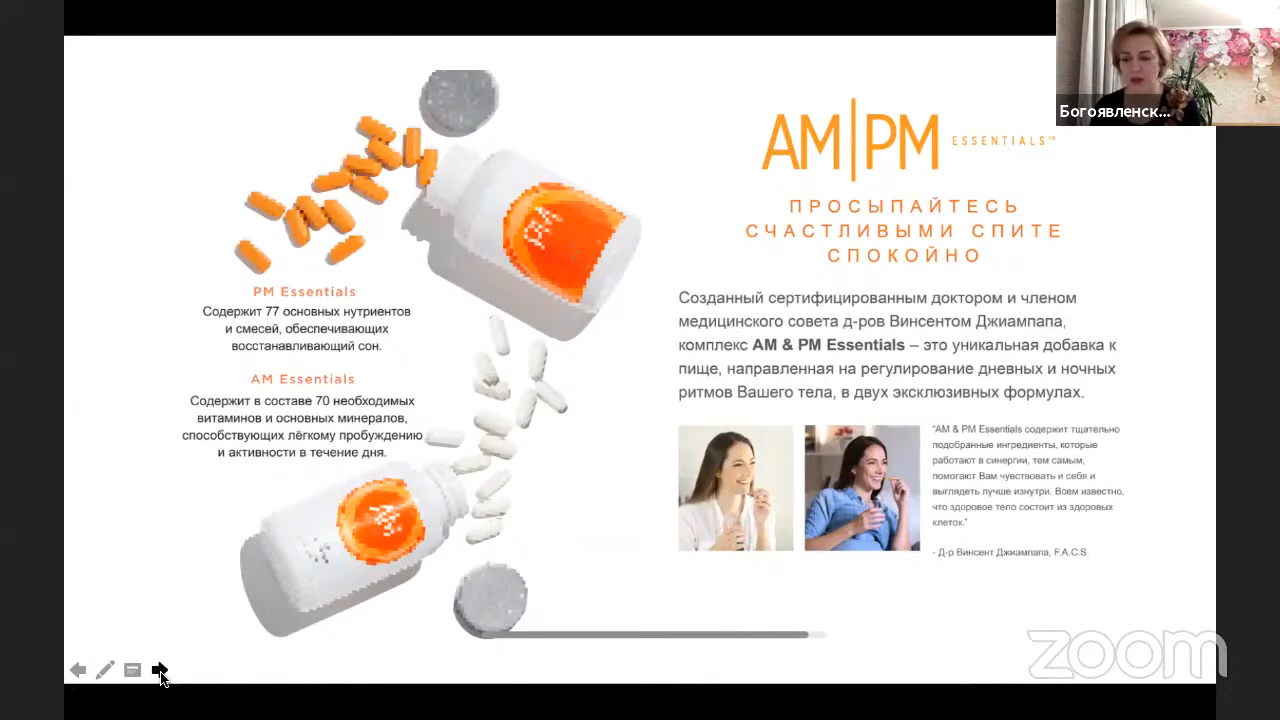 Богоявленск...
AM|PM ESSENTIALS™
ПРОСЫПАЙТЕСЬ
СЧАСТЛИВЫМИ СПИТЕ
СПОКОЙНО
PM Essentials
Содержит 77 основных нутриентов
и смесей, обеспечивающих
восстанавливающий сон.
AM Essentials
Содержит в составе 70 необходимых
витаминов и основных минералов,
способствующих лёгкому пробуждению
и активности в течение дня.
Созданный сертифицированным доктором и членом
медицинского совета д-ров Винсентом Джиампапа,
комплекс AM & PM Essentials – это уникальная добавка к
пище, направленная на регулирование дневных и ночных
ритмов Вашего тела, в двух эксклюзивных формулах.
"AM & PM Essentials содержит тщательно
подобранные ингредиенты, которые
работают в синергии, тем самым,
помогают Вам чувствовать и себя и
выглядеть лучше изнутри. Всем известно,
что здоровое тело состоит из здоровых
клеток."
- Д-р Винсент Джиампапа, F.A.C.S.
zoom